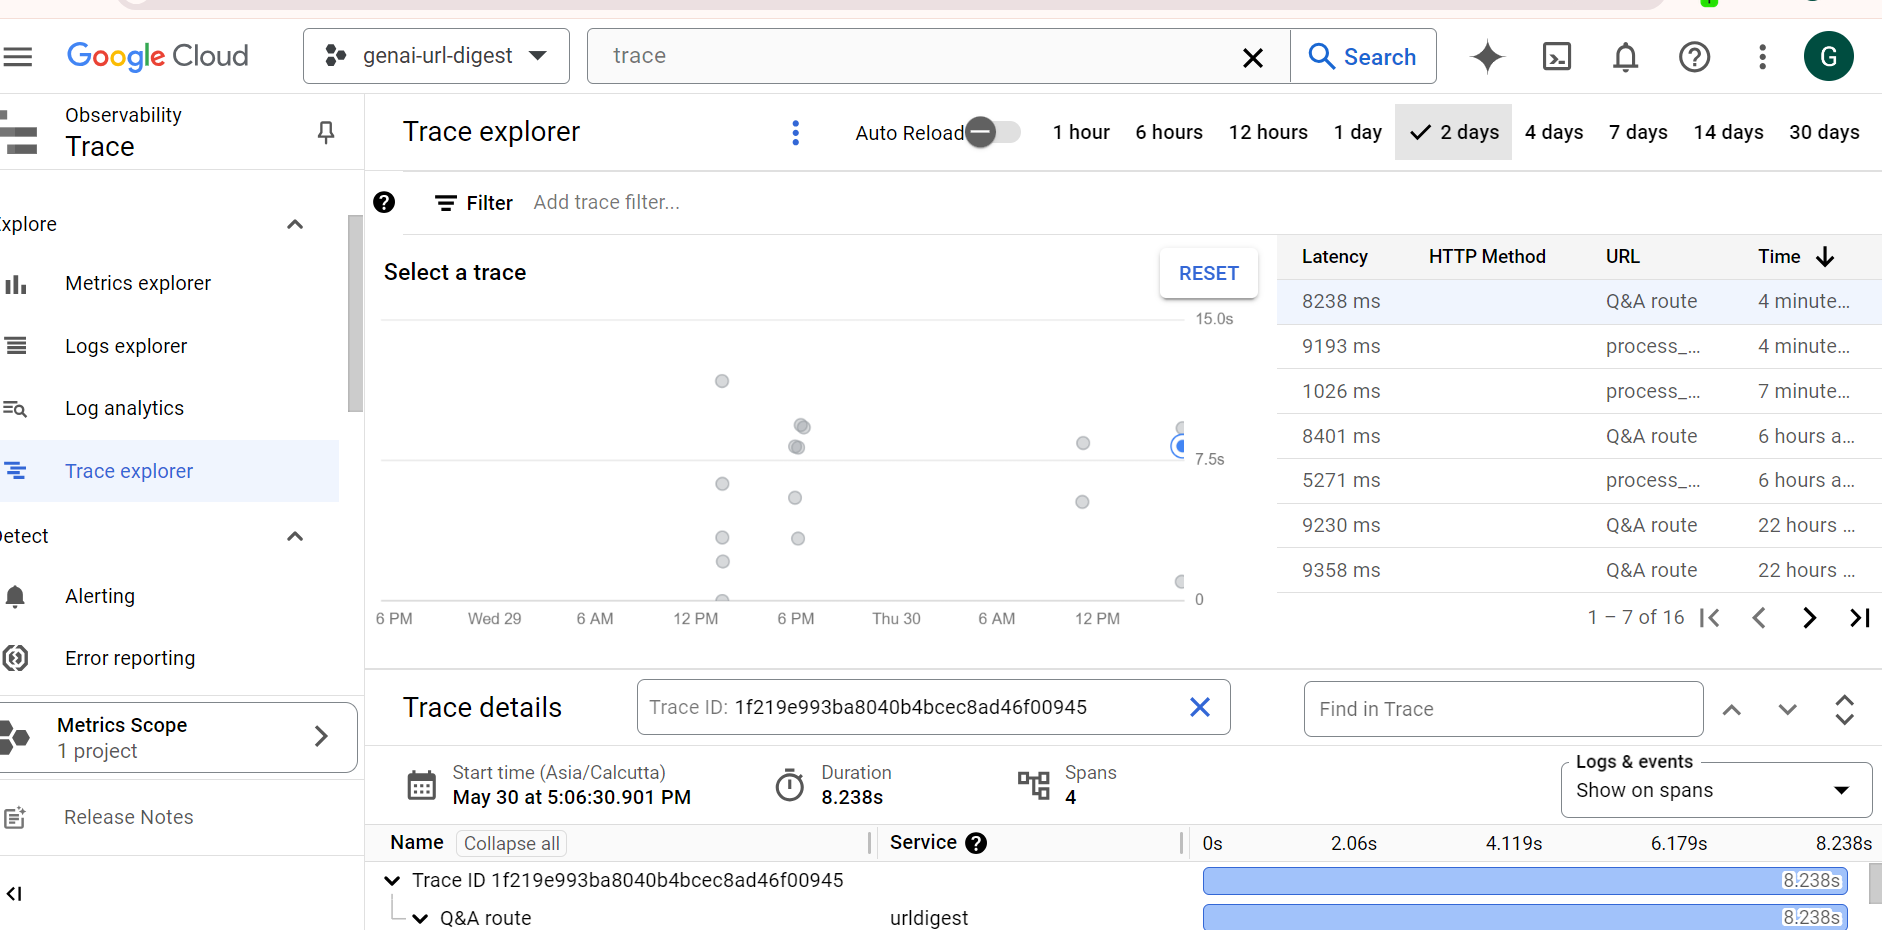 Google Cloud
genai-url-digest
trace
Search
G
Observability
Trace
Trace explorer
Auto Reload
1 hour
6 hours
12 hours
1 day
2 days
4 days
7 days
14 days
30 days
Filter
Add trace filter...
xplore
Metrics explorer
Logs explorer
Log analytics
Trace explorer
etect
Alerting
Error reporting
Metrics Scope
1 project
Release Notes
Select a trace
RESET
15.0s
7.5s
0
6 PM
Wed 29
6 AM
12 PM
6 PM
Thu 30
6 AM
12 PM
Latency HTTP Method URL Time
8238 ms Q&A route 4 minute...
9193 ms process_... 4 minute...
1026 ms process_... 7 minute...
8401 ms Q&A route 6 hours a...
5271 ms process_... 6 hours a...
9230 ms Q&A route 22 hours ...
9358 ms Q&A route 22 hours ...
1 – 7 of 16
Trace details
Trace ID: 1f219e993ba8040b4bcec8ad46f00945
Find in Trace
Start time (Asia/Calcutta)
May 30 at 5:06:30.901 PM
Duration
8.238s
Spans
4
Logs & events
Show on spans
Name Collapse all Service 0s 2.06s 4.119s 6.179s 8.238s
Trace ID 1f219e993ba8040b4bcec8ad46f00945 8.238s
Q&A route urldigest 8.238s